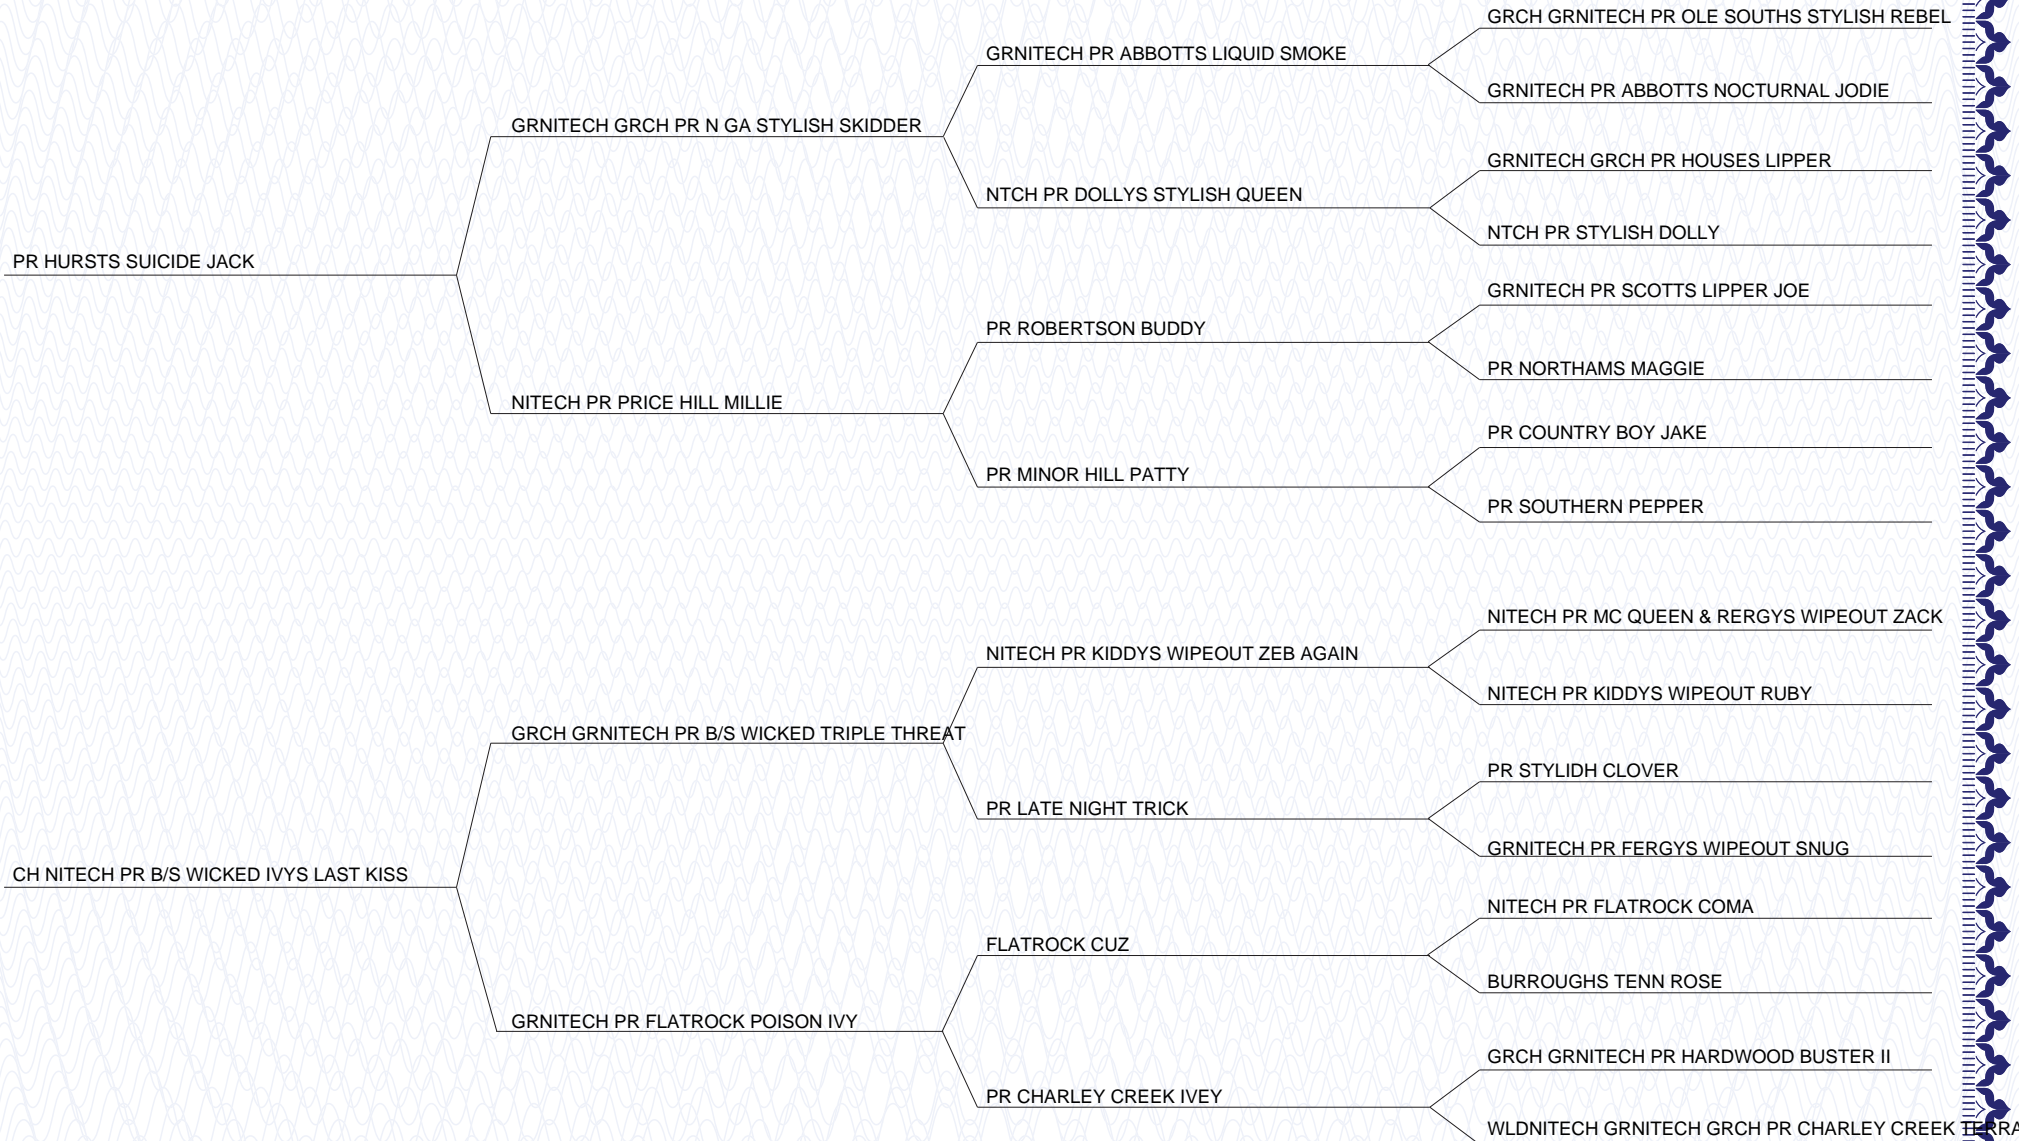 GRCH GRNITECH PR OLE SOUTHS STYLISH REBEL
GRNITECH PR ABBOTTS LIQUID SMOKE
GRNITECH PR ABBOTTS NOCTURNAL JODIE
GRNITECH GRCH PR N GA STYLISH SKIDDER
GRNITECH GRCH PR HOUSES LIPPER
NTCH PR DOLLYS STYLISH QUEEN
NTCH PR STYLISH DOLLY
PR HURSTS SUICIDE JACK
GRNITECH PR SCOTTS LIPPER JOE
PR ROBERTSON BUDDY
PR NORTHAMS MAGGIE
NITECH PR PRICE HILL MILLIE
PR COUNTRY BOY JAKE
PR MINOR HILL PATTY
PR SOUTHERN PEPPER
NITECH PR MC QUEEN & RERGYS WIPEOUT ZACK
NITECH PR KIDDYS WIPEOUT ZEB AGAIN
NITECH PR KIDDYS WIPEOUT RUBY
GRCH GRNITECH PR B/S WICKED TRIPLE THREAT
PR STYLIDH CLOVER
PR LATE NIGHT TRICK
GRNITECH PR FERGYS WIPEOUT SNUG
CH NITECH PR B/S WICKED IVYS LAST KISS
NITECH PR FLATROCK COMA
FLATROCK CUZ
BURROUGHS TENN ROSE
GRNITECH PR FLATROCK POISON IVY
GRCH GRNITECH PR HARDWOOD BUSTER II
PR CHARLEY CREEK IVEY
WLDNITECH GRNITECH GRCH PR CHARLEY CREEK